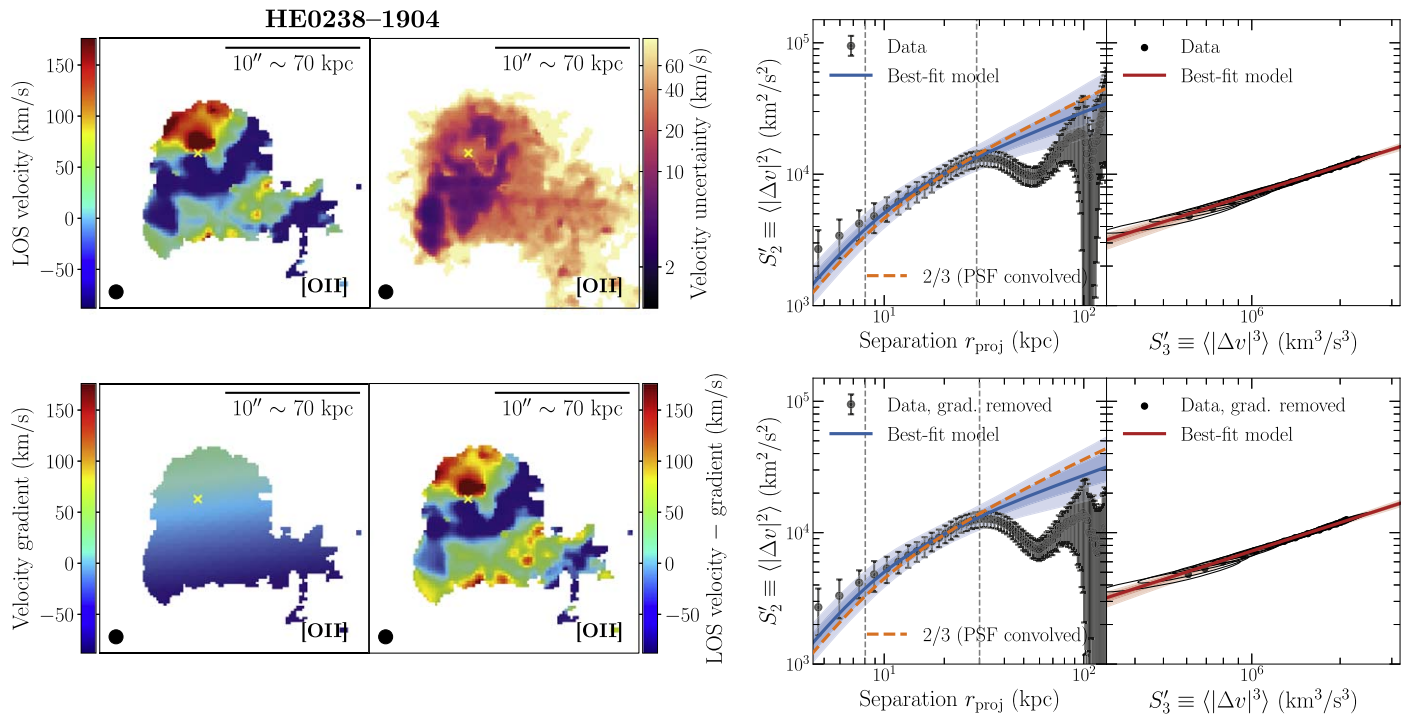 HE0238–1904
LOS velocity (km/s)
150
100
50
0
−50
10″ ∼ 70 kpc
[OII]
10″ ∼ 70 kpc
[OII]
60
40
20
10
2
Velocity uncertainty (km/s)
S′₂ ≡ ⟨|Δv|²⟩ (km²/s²)
10⁵
10⁴
10³
Data
Best-fit model
2/3 (PSF convolved)
10¹
10²
Separation r_proj (kpc)
Data
Best-fit model
10⁶
S′₃ ≡ ⟨|Δv|³⟩ (km³/s³)
Velocity gradient (km/s)
150
100
50
0
−50
10″ ∼ 70 kpc
[OII]
10″ ∼ 70 kpc
[OII]
150
100
50
0
−50
LOS velocity − gradient (km/s)
S′₂ ≡ ⟨|Δv|²⟩ (km²/s²)
10⁵
10⁴
10³
Data, grad. removed
Best-fit model
2/3 (PSF convolved)
10¹
10²
Separation r_proj (kpc)
Data, grad. removed
Best-fit model
10⁶
S′₃ ≡ ⟨|Δv|³⟩ (km³/s³)